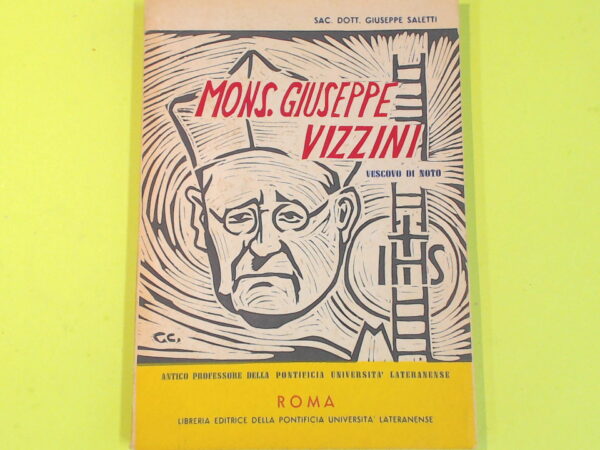 SAC. DOTT. GIUSEPPE SALETTI
MONS. GIUSEPPE
VIZZINI
VESCOVO DI NOTO
IHS
M
C.C.
ANTICO PROFESSORE DELLA PONTIFICIA UNIVERSITA' LATERANENSE
ROMA
LIBRERIA EDITRICE DELLA PONTIFICIA UNIVERSITA' LATERANENSE